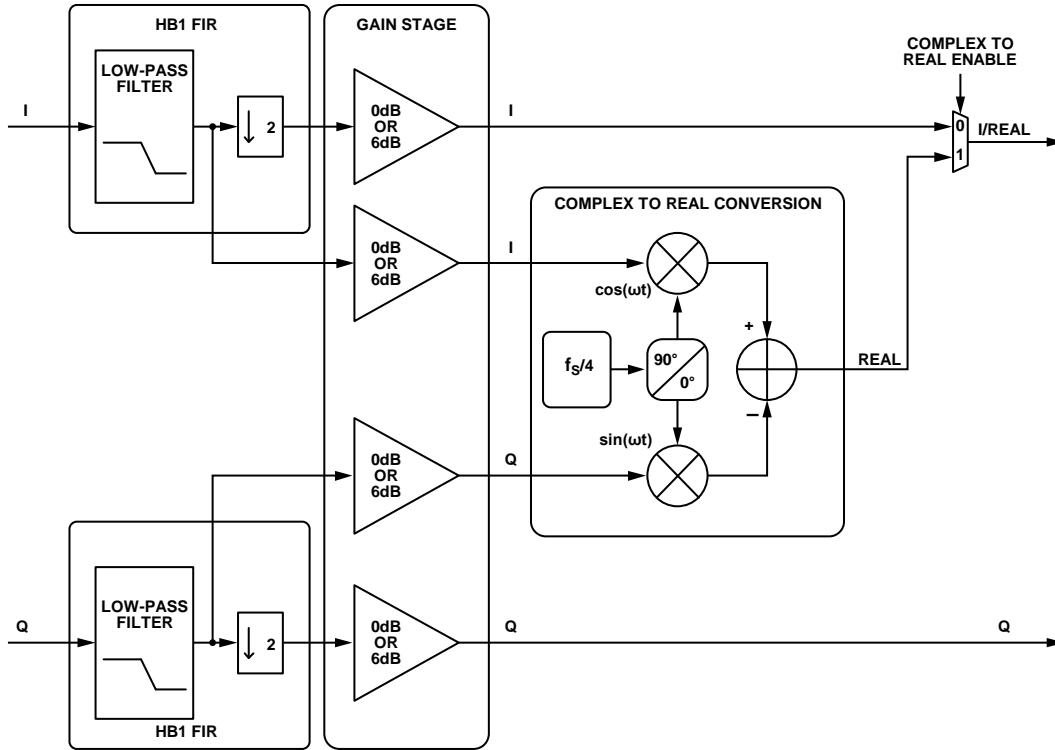 HB1 FIR
GAIN STAGE
LOW-PASS
FILTER
COMPLEX TO
REAL ENABLE
I
2
0dB
OR
6dB
I
0
1
I/REAL
COMPLEX TO REAL CONVERSION
0dB
OR
6dB
I
cos(ωt)
+
fS/4
90°
0°
REAL
–
sin(ωt)
0dB
OR
6dB
Q
LOW-PASS
FILTER
Q
2
0dB
OR
6dB
Q
Q
HB1 FIR